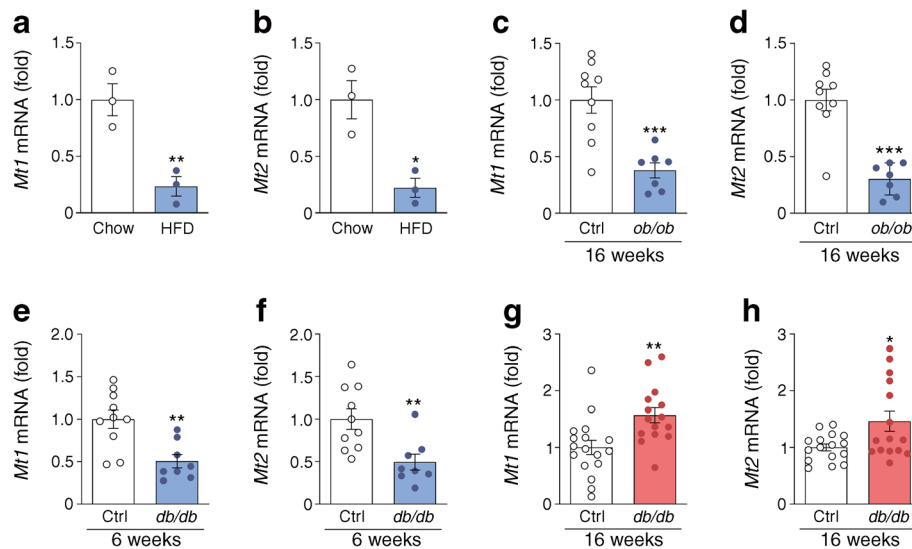 a
Mt1 mRNA (fold)
1.5
1.0
0.5
0
**
Chow
HFD
b
Mt2 mRNA (fold)
1.5
1.0
0.5
0
*
Chow
HFD
c
Mt1 mRNA (fold)
1.5
1.0
0.5
0
***
Ctrl
ob/ob
16 weeks
d
Mt2 mRNA (fold)
1.5
1.0
0.5
0
***
Ctrl
ob/ob
16 weeks
e
Mt1 mRNA (fold)
2.0
1.5
1.0
0.5
0
**
Ctrl
db/db
6 weeks
f
Mt2 mRNA (fold)
2.0
1.5
1.0
0.5
0
**
Ctrl
db/db
6 weeks
g
Mt1 mRNA (fold)
3
2
1
0
**
Ctrl
db/db
16 weeks
h
Mt2 mRNA (fold)
3
2
1
0
*
Ctrl
db/db
16 weeks